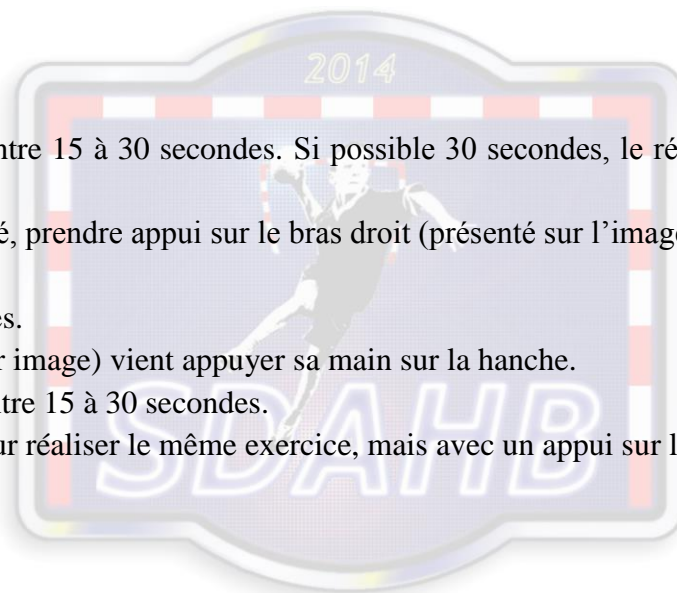 2014
ntre 15 à 30 secondes. Si possible 30 secondes, le ré
é, prendre appui sur le bras droit (présenté sur l'image
es.
r image) vient appuyer sa main sur la hanche.
ntre 15 à 30 secondes.
ur réaliser le même exercice, mais avec un appui sur l
SDAHB